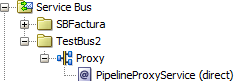 Service Bus
SBFactura
TestBus2
Proxy
PipelineProxyService (direct)